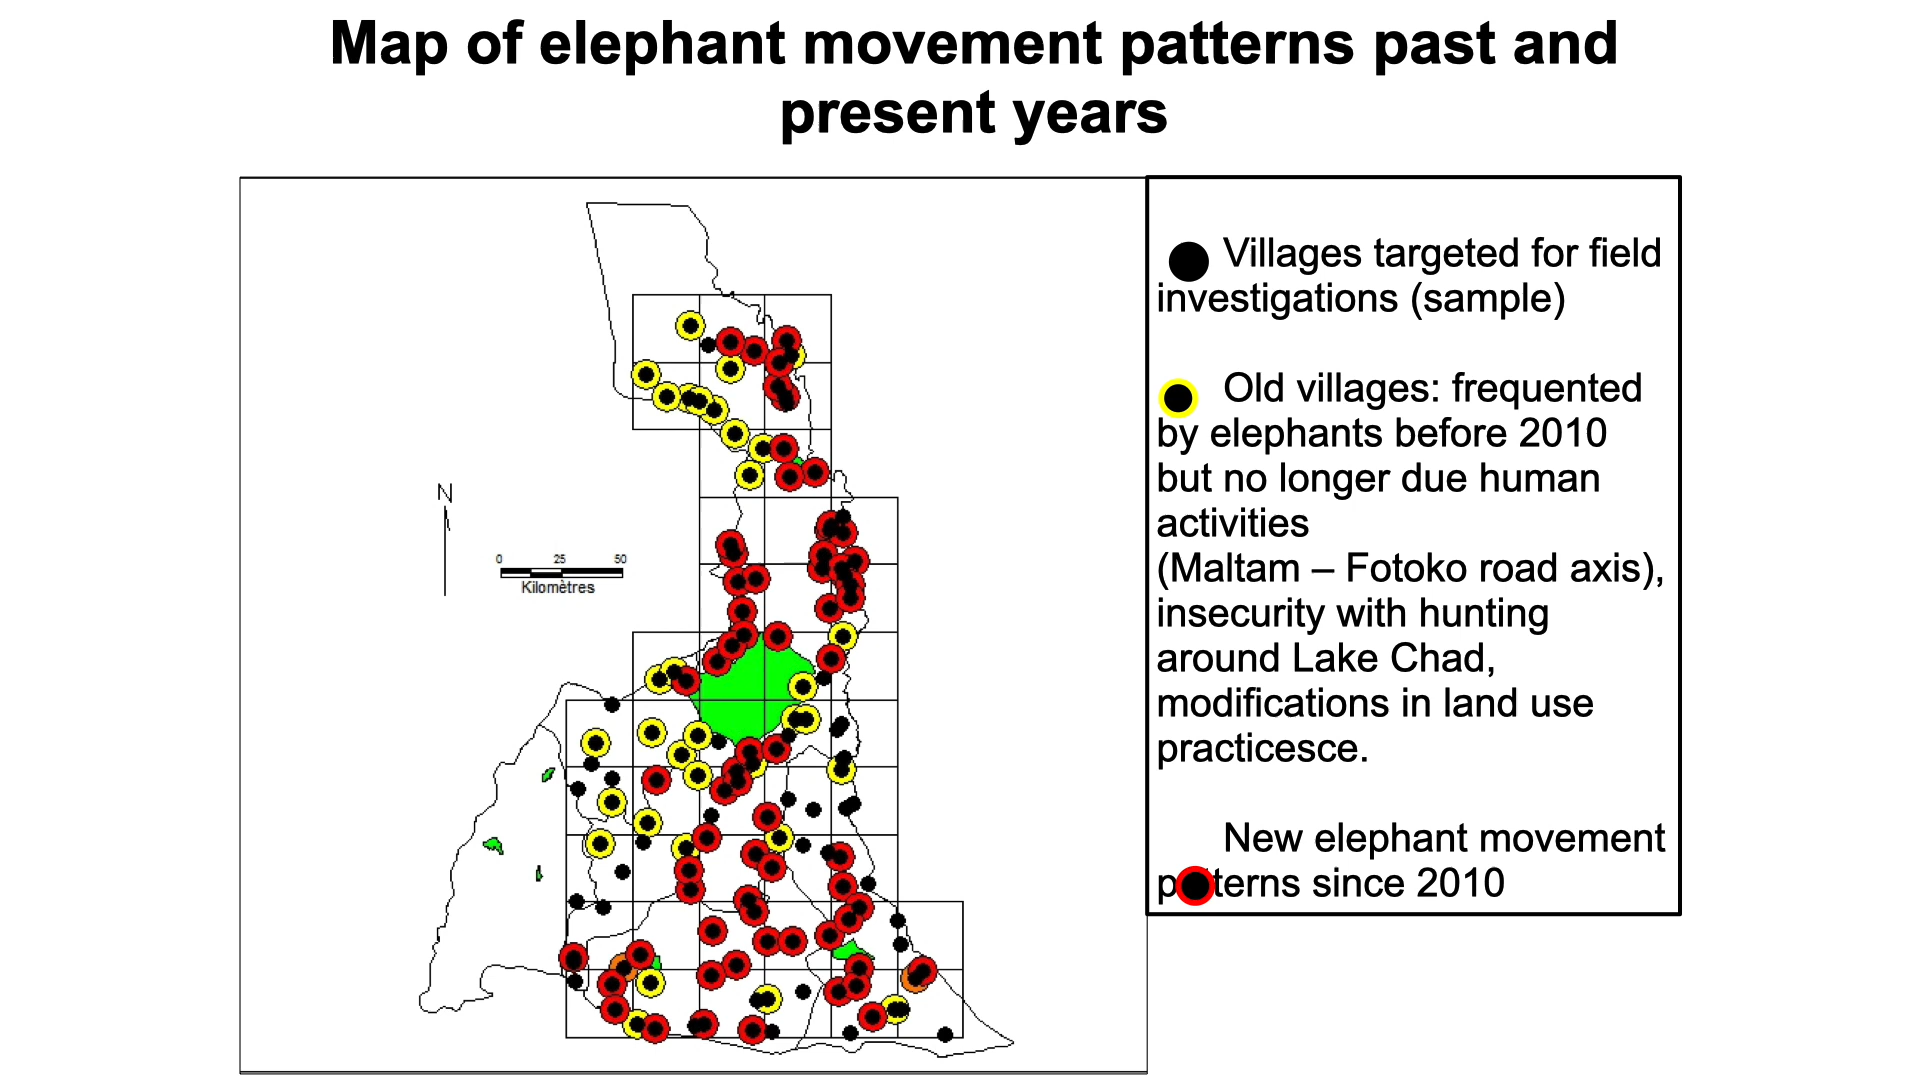 Map of elephant movement patterns past and
present years
N
0 25 50
Kilomètres
Villages targeted for field
investigations (sample)
Old villages: frequented
by elephants before 2010
but no longer due human
activities
(Maltam – Fotoko road axis),
insecurity with hunting
around Lake Chad,
modifications in land use
practicesce.
New elephant movement
patterns since 2010